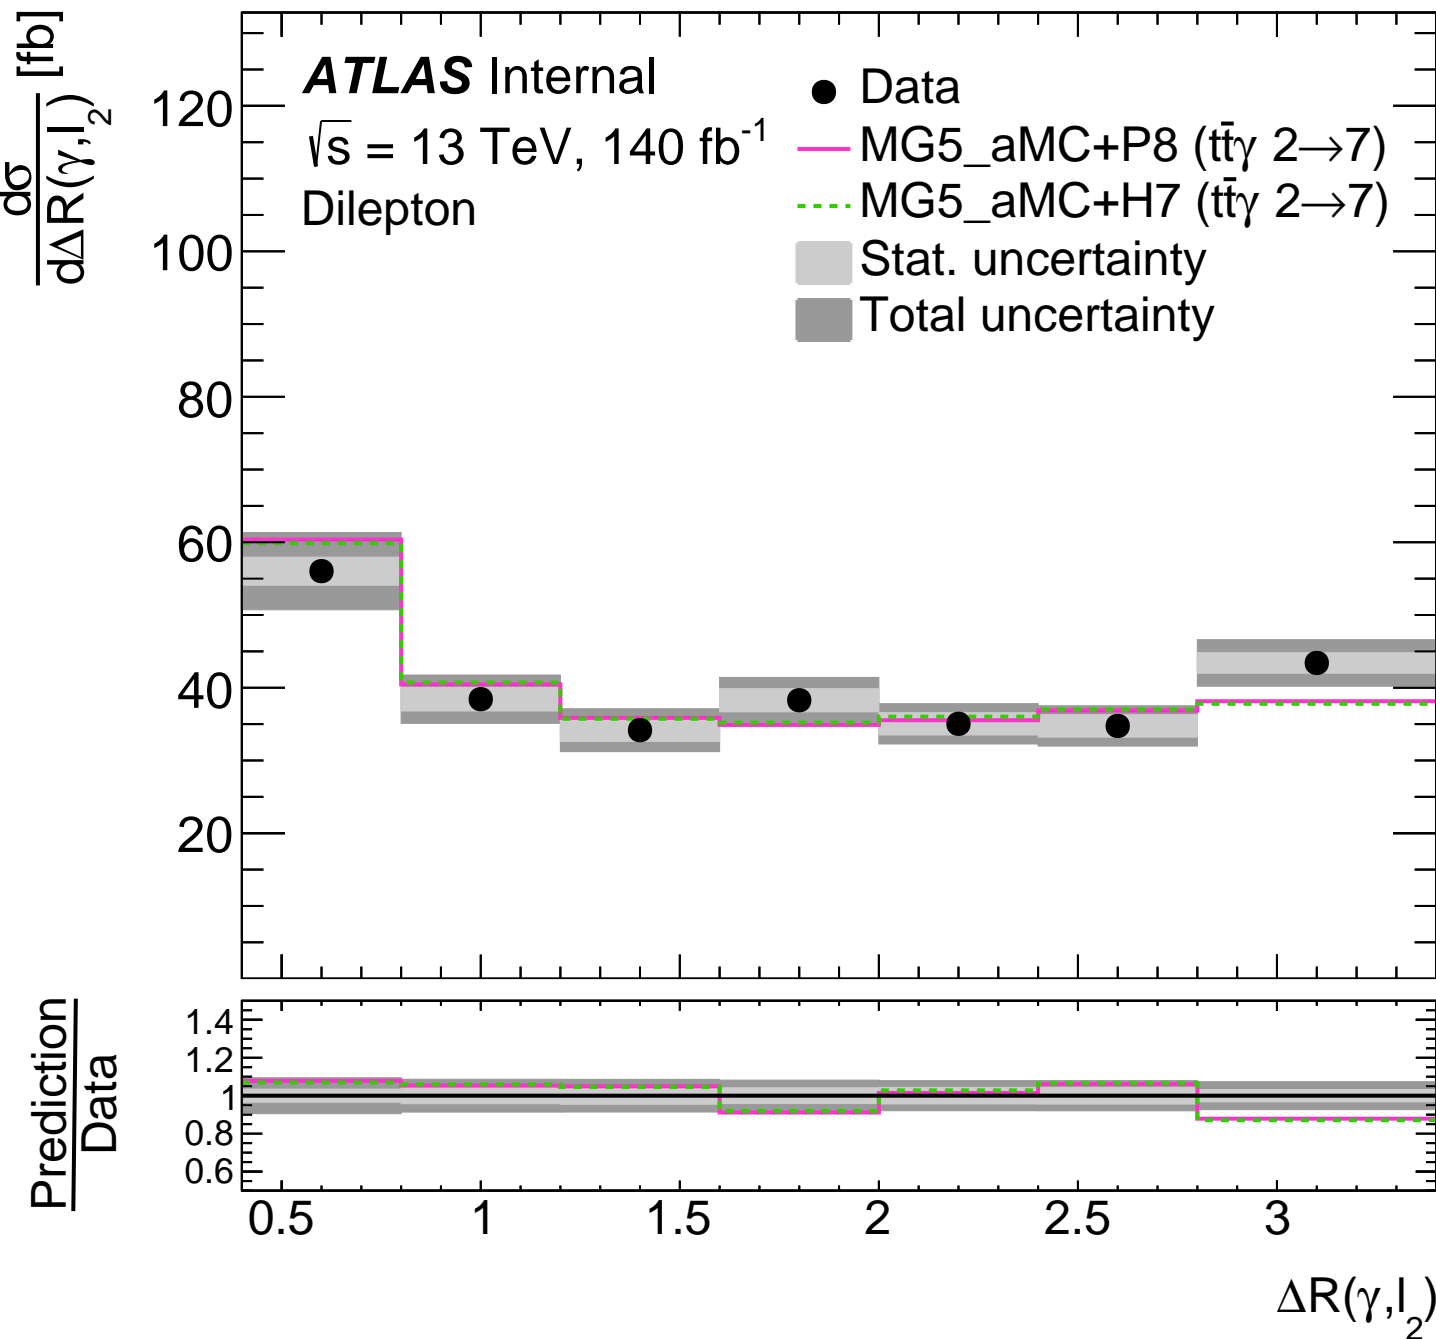 dσ
dΔR(γ,l₂) [fb]
ATLAS Internal
√s = 13 TeV, 140 fb⁻¹
Dilepton
Data
MG5_aMC+P8 (tt̄γ 2→7)
MG5_aMC+H7 (tt̄γ 2→7)
Stat. uncertainty
Total uncertainty
120
100
80
60
40
20
Prediction
Data
1.4
1.2
1
0.8
0.6
0.5 1 1.5 2 2.5 3
ΔR(γ,l₂)